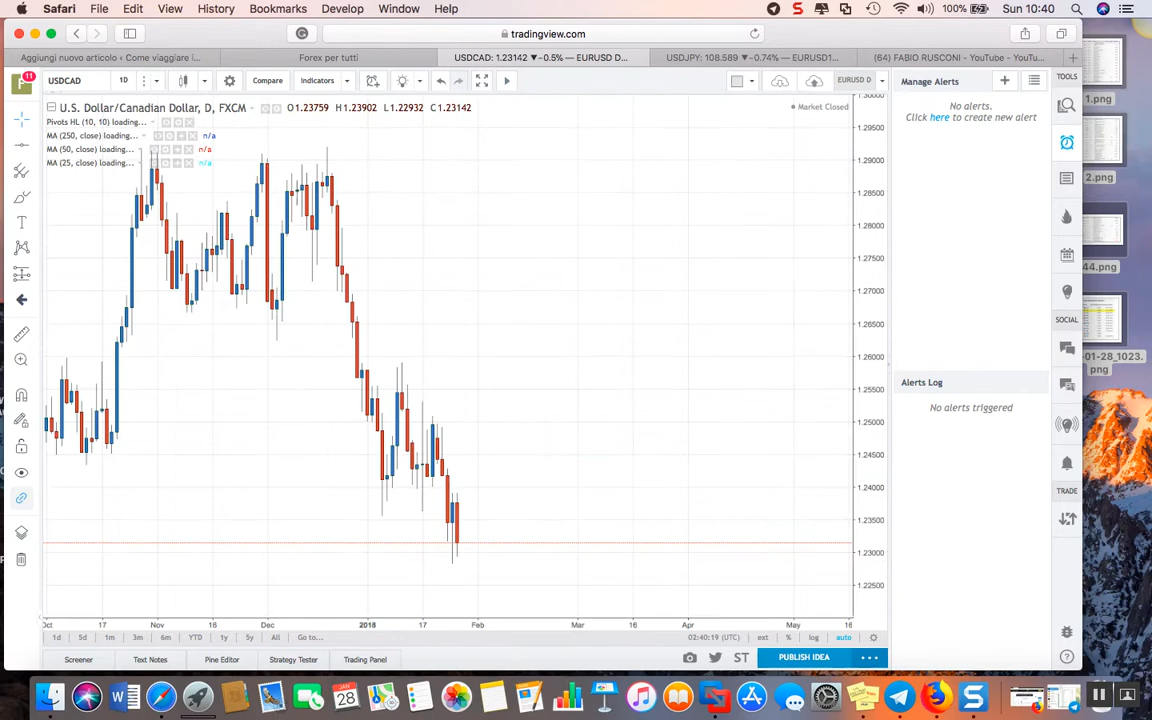 Safari File Edit View History Bookmarks Develop Window Help 100% Sun 10:40
tradingview.com
Aggiungi nuovo articolo ‹ Come viaggiare i...
Forex per tutti
USDCAD: 1.23142 ▼−0.5% — EURUSD D...
USDJPY: 108.589 ▼−0.74% — EURUSD1...
(64) FABIO RUSCONI - YouTube - YouTu...
11
USDCAD 1D Compare Indicators EURUSD D
Manage Alerts
TOOLS
No alerts.
Click here to create new alert
U.S. Dollar/Canadian Dollar, D, FXCM O1.23759 H1.23902 L1.22932 C1.23142
Market Closed
Pivots HL (10, 10) loading...
MA (250, close) loading... n/a
MA (50, close) loading... n/a
MA (25, close) loading... n/a
1.30000
1.29500
1.29000
1.28500
1.28000
1.27500
1.27000
1.26500
1.26000
1.25500
1.25000
1.24500
1.24000
1.23500
1.23000
1.22500
Oct 17 Nov 16 Dec 2018 17 Feb Mar 16 Apr May 16
1d 5d 1m 3m 6m YTD 1y 5y All Go to...
02:40:19 (UTC) ext % log auto
Screener Text Notes Pine Editor Strategy Tester Trading Panel
ST
PUBLISH IDEA
Alerts Log
No alerts triggered
SOCIAL
TRADE
1.png
2.png
44.png
-01-28_1023.
png
JAN
28